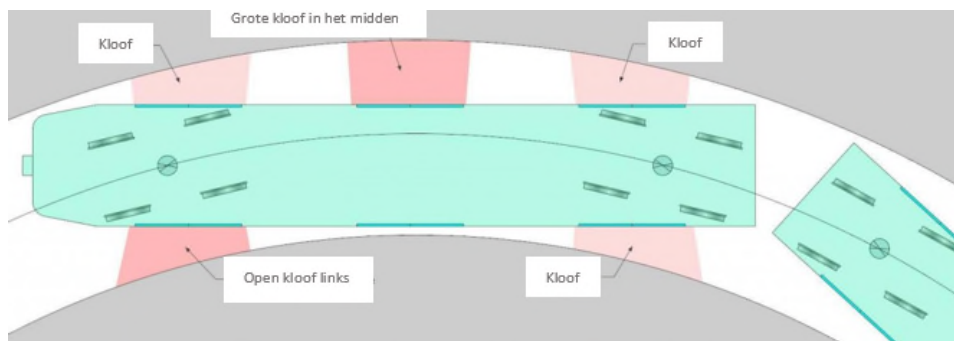 Grote kloof in het midden
Kloof
Kloof
Open kloof links
Kloof